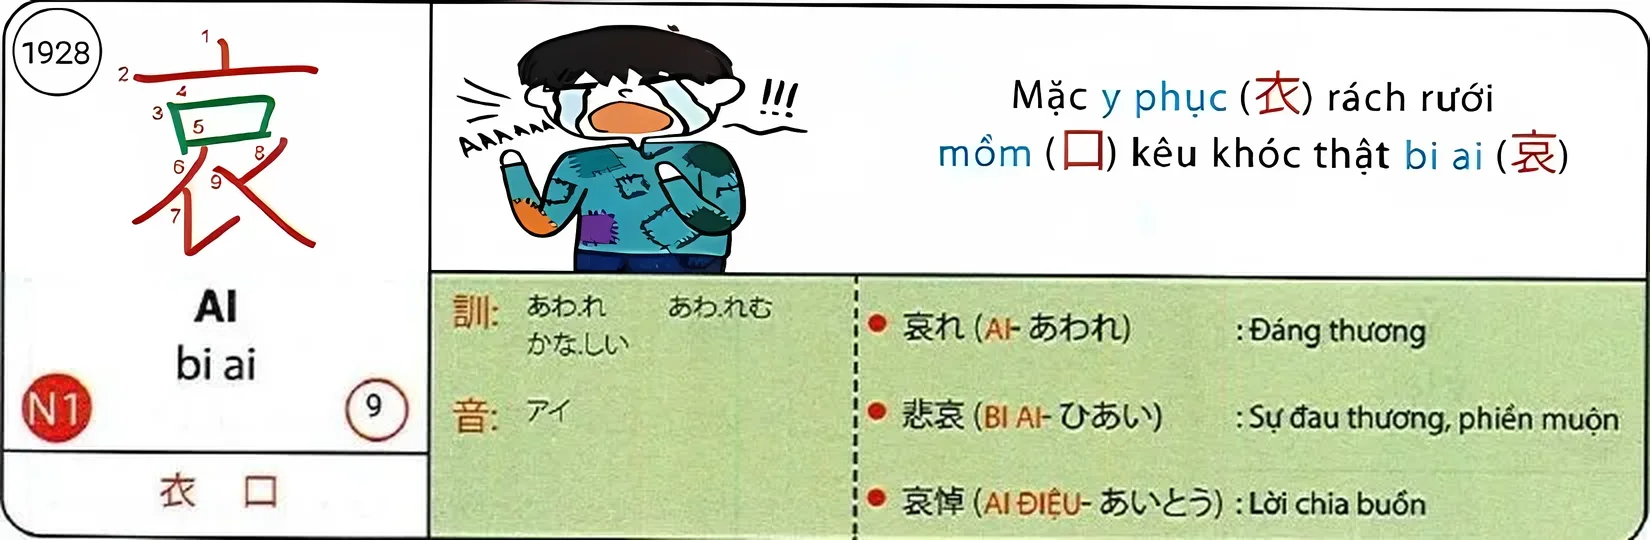 1928
1
2
3
4
5
6
7
8
9
哀
AI
bi ai
N1
9
衣 口
AAAAAAA
!!!
Mặc y phục (衣) rách rưới
mồm (口) kêu khóc thật bi ai (哀)
訓: あわ.れ あわ.れむ
かな.しい
音: アイ
哀れ (AI- あわれ) : Đáng thương
悲哀 (BI AI- ひあい) : Sự đau thương, phiền muộn
哀悼 (AI ĐIỆU- あいとう) : Lời chia buồn